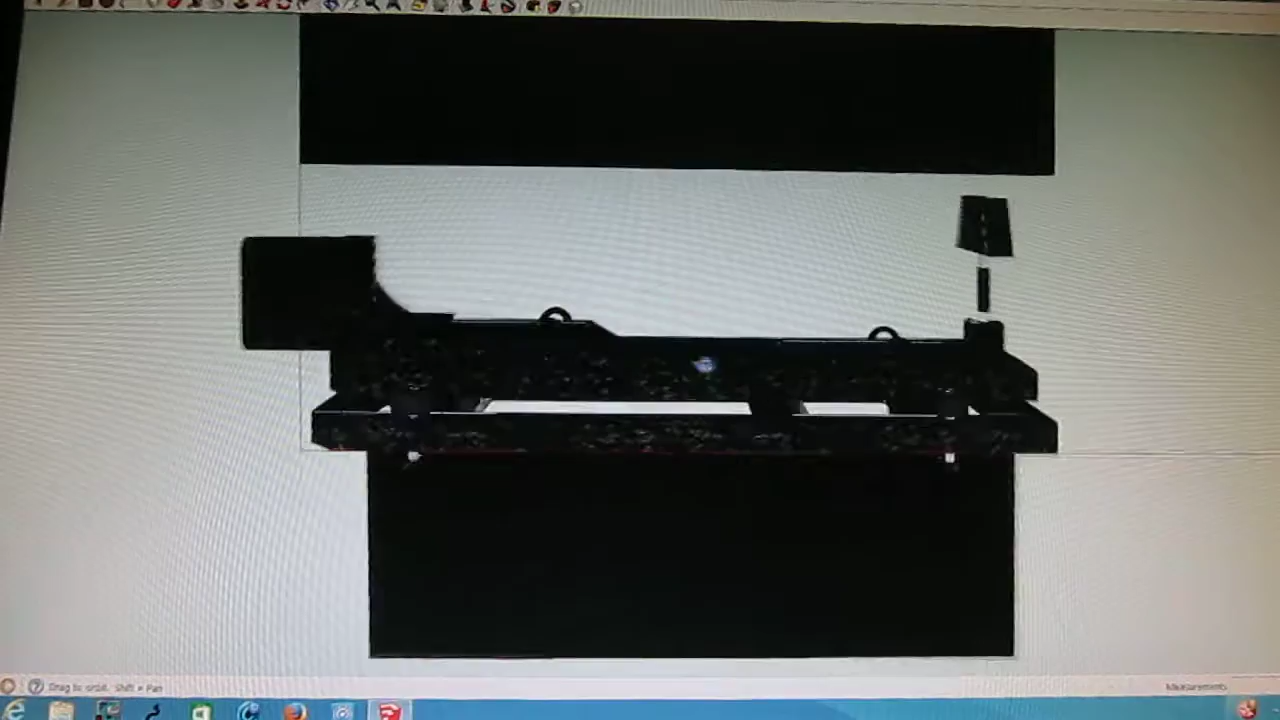 Drag to orbit. Shift = Pan
Measurements